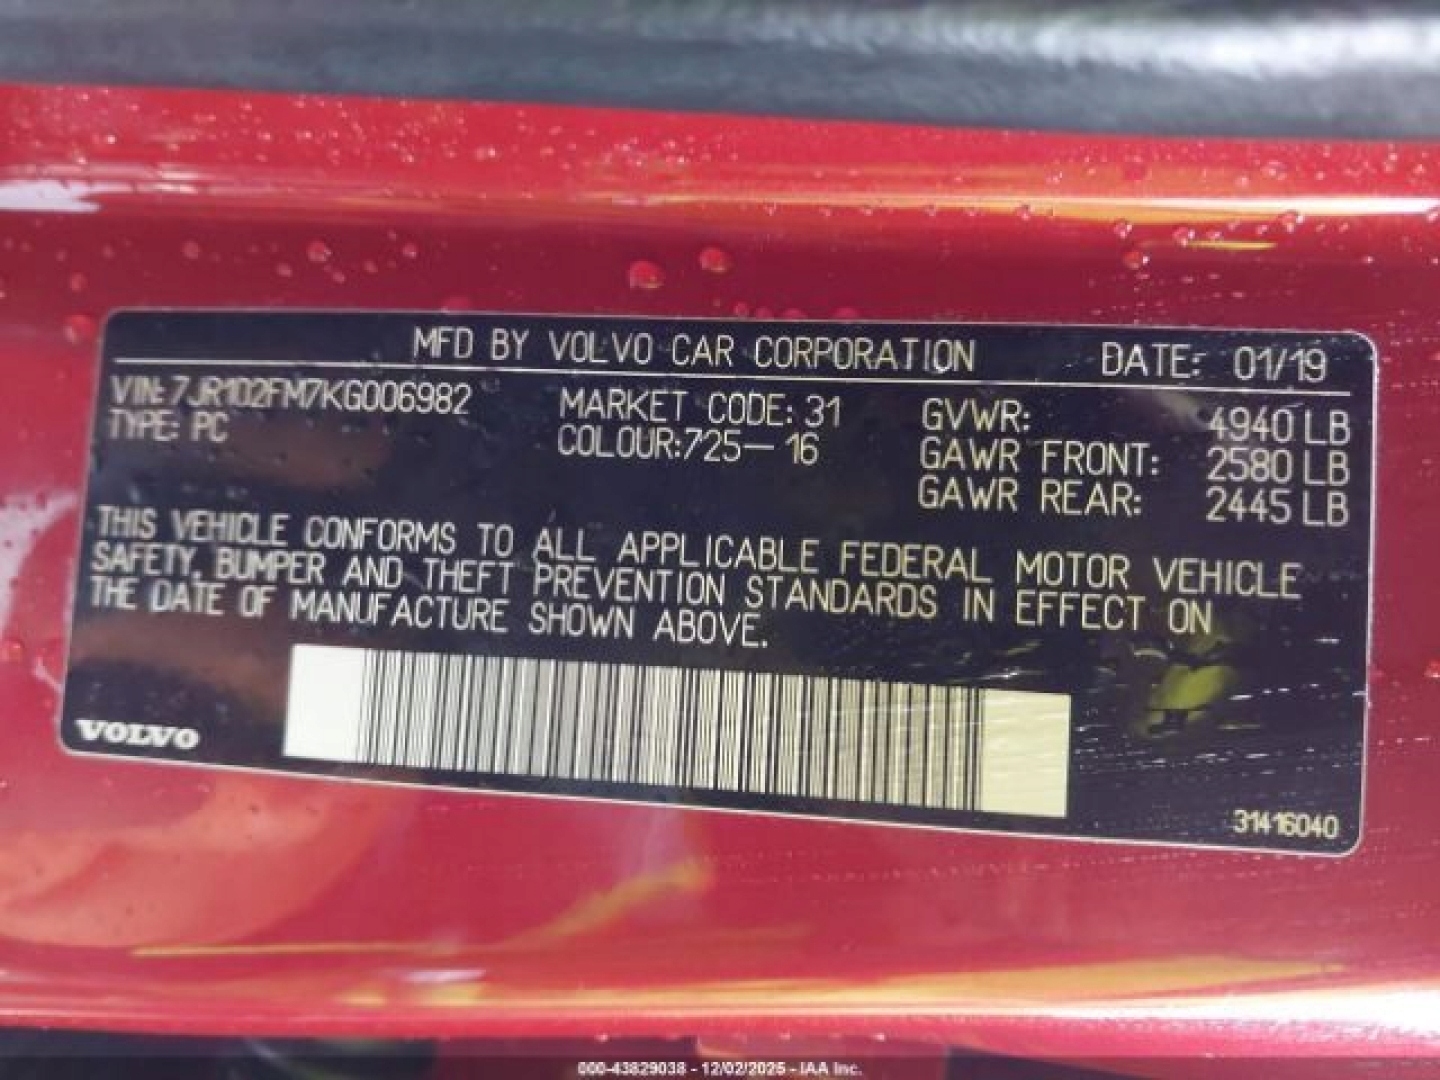 MFD BY VOLVO CAR CORPORATION DATE: 01/19
VIN: 7JR102FM7KG006982 MARKET CODE: 31 GVWR: 4940 LB
TYPE: PC COLOUR:725-16 GAWR FRONT: 2580 LB
GAWR REAR: 2445 LB
THIS VEHICLE CONFORMS TO ALL APPLICABLE FEDERAL MOTOR VEHICLE
SAFETY, BUMPER AND THEFT PREVENTION STANDARDS IN EFFECT ON
THE DATE OF MANUFACTURE SHOWN ABOVE.
VOLVO
31416040
000-43829038 - 12/02/2025 - IAA Inc.